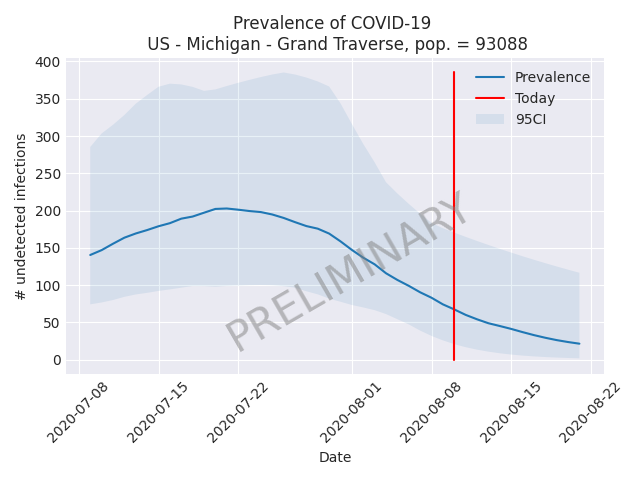 Prevalence of COVID-19
US - Michigan - Grand Traverse, pop. = 93088
# undetected infections
400
350
300
250
200
150
100
50
0
Prevalence
Today
95CI
PRELIMINARY
2020-07-08
2020-07-15
2020-07-22
2020-08-01
2020-08-08
2020-08-15
2020-08-22
Date